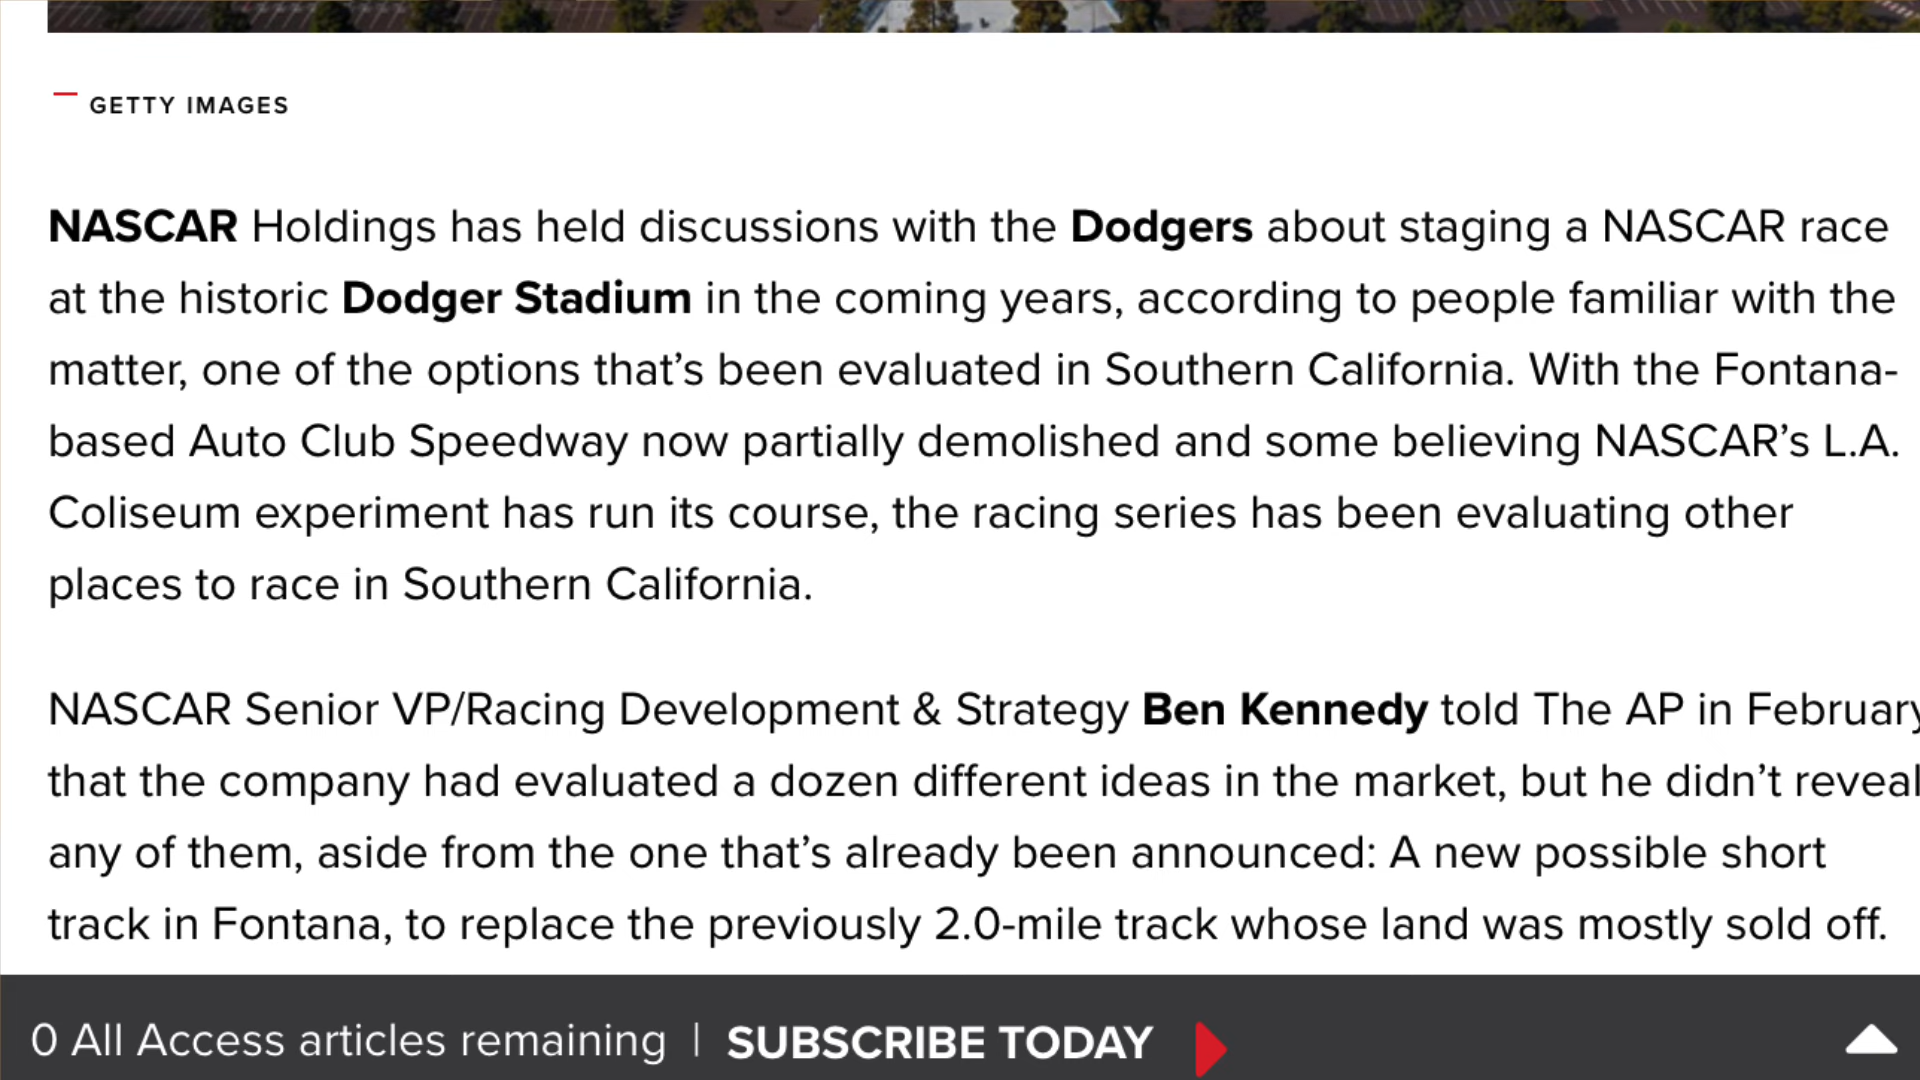 GETTY IMAGES
NASCAR Holdings has held discussions with the Dodgers about staging a NASCAR race
at the historic Dodger Stadium in the coming years, according to people familiar with the
matter, one of the options that’s been evaluated in Southern California. With the Fontana-
based Auto Club Speedway now partially demolished and some believing NASCAR’s L.A.
Coliseum experiment has run its course, the racing series has been evaluating other
places to race in Southern California.
NASCAR Senior VP/Racing Development & Strategy Ben Kennedy told The AP in February
that the company had evaluated a dozen different ideas in the market, but he didn’t reveal
any of them, aside from the one that’s already been announced: A new possible short
track in Fontana, to replace the previously 2.0-mile track whose land was mostly sold off.
0 All Access articles remaining | SUBSCRIBE TODAY